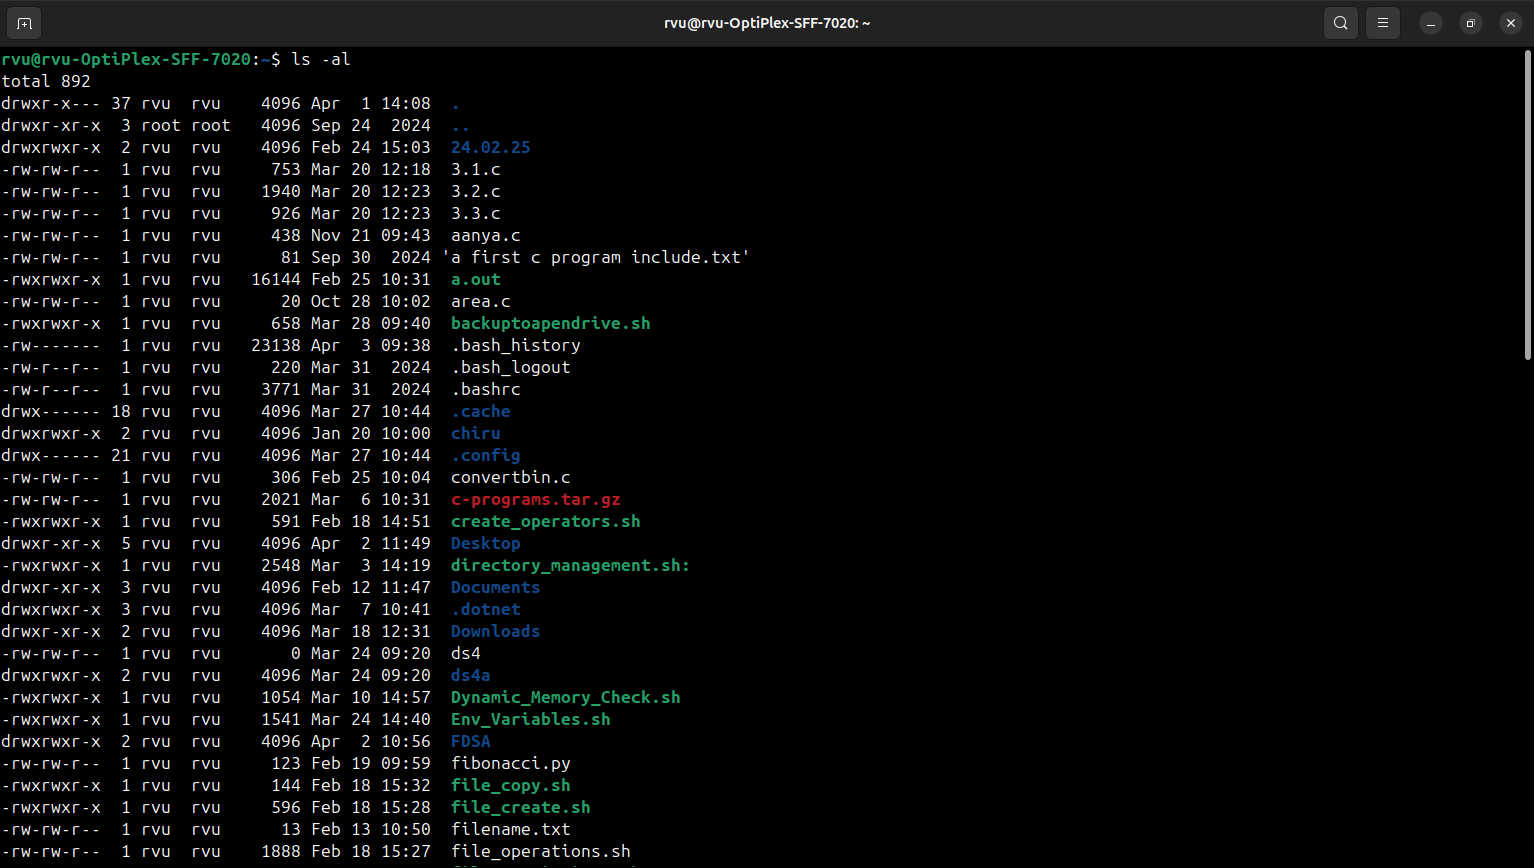 rvu@rvu-OptiPlex-SFF-7020: ~
rvu@rvu-OptiPlex-SFF-7020:~$ ls -al
total 892
drwxr-x--- 37 rvu  rvu    4096 Apr  1 14:08  .
drwxr-xr-x  3 root root   4096 Sep 24  2024  ..
drwxrwxr-x  2 rvu  rvu    4096 Feb 24 15:03  24.02.25
-rw-rw-r--  1 rvu  rvu     753 Mar 20 12:18  3.1.c
-rw-rw-r--  1 rvu  rvu    1940 Mar 20 12:23  3.2.c
-rw-rw-r--  1 rvu  rvu     926 Mar 20 12:23  3.3.c
-rw-rw-r--  1 rvu  rvu     438 Nov 21 09:43  aanya.c
-rw-rw-r--  1 rvu  rvu      81 Sep 30  2024 'a first c program include.txt'
-rwxrwxr-x  1 rvu  rvu   16144 Feb 25 10:31  a.out
-rw-rw-r--  1 rvu  rvu      20 Oct 28 10:02  area.c
-rwxrwxr-x  1 rvu  rvu     658 Mar 28 09:40  backuptoapendrive.sh
-rw-------  1 rvu  rvu   23138 Apr  3 09:38  .bash_history
-rw-r--r--  1 rvu  rvu     220 Mar 31  2024  .bash_logout
-rw-r--r--  1 rvu  rvu    3771 Mar 31  2024  .bashrc
drwx------ 18 rvu  rvu    4096 Mar 27 10:44  .cache
drwxrwxr-x  2 rvu  rvu    4096 Jan 20 10:00  chiru
drwx------ 21 rvu  rvu    4096 Mar 27 10:44  .config
-rw-rw-r--  1 rvu  rvu     306 Feb 25 10:04  convertbin.c
-rw-rw-r--  1 rvu  rvu    2021 Mar  6 10:31  c-programs.tar.gz
-rwxrwxr-x  1 rvu  rvu     591 Feb 18 14:51  create_operators.sh
drwxr-xr-x  5 rvu  rvu    4096 Apr  2 11:49  Desktop
-rwxrwxr-x  1 rvu  rvu    2548 Mar  3 14:19  directory_management.sh:
drwxr-xr-x  3 rvu  rvu    4096 Feb 12 11:47  Documents
drwxrwxr-x  3 rvu  rvu    4096 Mar  7 10:41  .dotnet
drwxr-xr-x  2 rvu  rvu    4096 Mar 18 12:31  Downloads
-rw-rw-r--  1 rvu  rvu       0 Mar 24 09:20  ds4
drwxrwxr-x  2 rvu  rvu    4096 Mar 24 09:20  ds4a
-rwxrwxr-x  1 rvu  rvu    1054 Mar 10 14:57  Dynamic_Memory_Check.sh
-rwxrwxr-x  1 rvu  rvu    1541 Mar 24 14:40  Env_Variables.sh
drwxrwxr-x  2 rvu  rvu    4096 Apr  2 10:56  FDSA
-rw-rw-r--  1 rvu  rvu     123 Feb 19 09:59  fibonacci.py
-rwxrwxr-x  1 rvu  rvu     144 Feb 18 15:32  file_copy.sh
-rwxrwxr-x  1 rvu  rvu     596 Feb 18 15:28  file_create.sh
-rw-rw-r--  1 rvu  rvu      13 Feb 13 10:50  filename.txt
-rw-rw-r--  1 rvu  rvu    1888 Feb 18 15:27  file_operations.sh